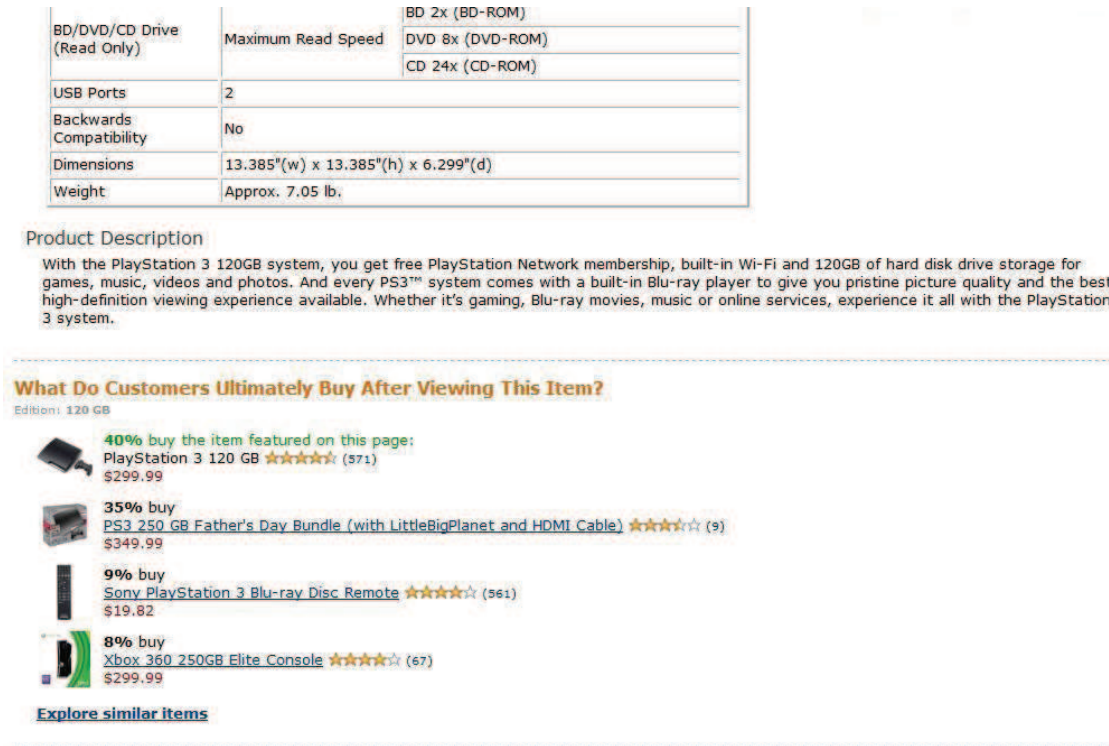 BD 2x (BD-ROM)
BD/DVD/CD Drive
(Read Only)
Maximum Read Speed
DVD 8x (DVD-ROM)
CD 24x (CD-ROM)
USB Ports 2
Backwards
Compatibility
No
Dimensions 13.385"(w) x 13.385"(h) x 6.299"(d)
Weight Approx. 7.05 lb.
Product Description
With the PlayStation 3 120GB system, you get free PlayStation Network membership, built-in Wi-Fi and 120GB of hard disk drive storage for
games, music, videos and photos. And every PS3™ system comes with a built-in Blu-ray player to give you pristine picture quality and the best
high-definition viewing experience available. Whether it's gaming, Blu-ray movies, music or online services, experience it all with the PlayStation
3 system.
What Do Customers Ultimately Buy After Viewing This Item?
Edition: 120 GB
40% buy the item featured on this page:
PlayStation 3 120 GB (571)
$299.99
35% buy
PS3 250 GB Father's Day Bundle (with LittleBigPlanet and HDMI Cable) (9)
$349.99
9% buy
Sony PlayStation 3 Blu-ray Disc Remote (561)
$19.82
8% buy
Xbox 360 250GB Elite Console (67)
$299.99
Explore similar items